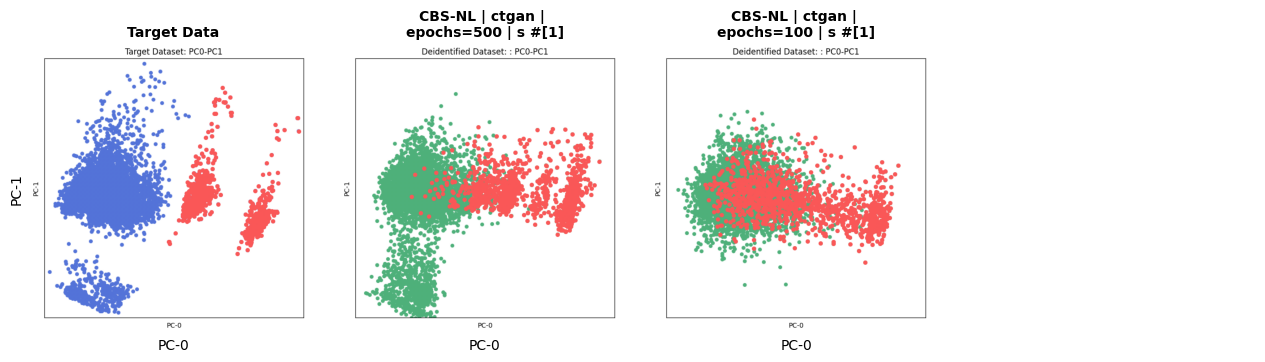 Target Data
Target Dataset: PC0-PC1
PC-1
PC-1
PC-0
PC-0
CBS-NL | ctgan |
epochs=500 | s #[1]
Deidentified Dataset: : PC0-PC1
PC-1
PC-0
PC-0
CBS-NL | ctgan |
epochs=100 | s #[1]
Deidentified Dataset: : PC0-PC1
PC-1
PC-0
PC-0